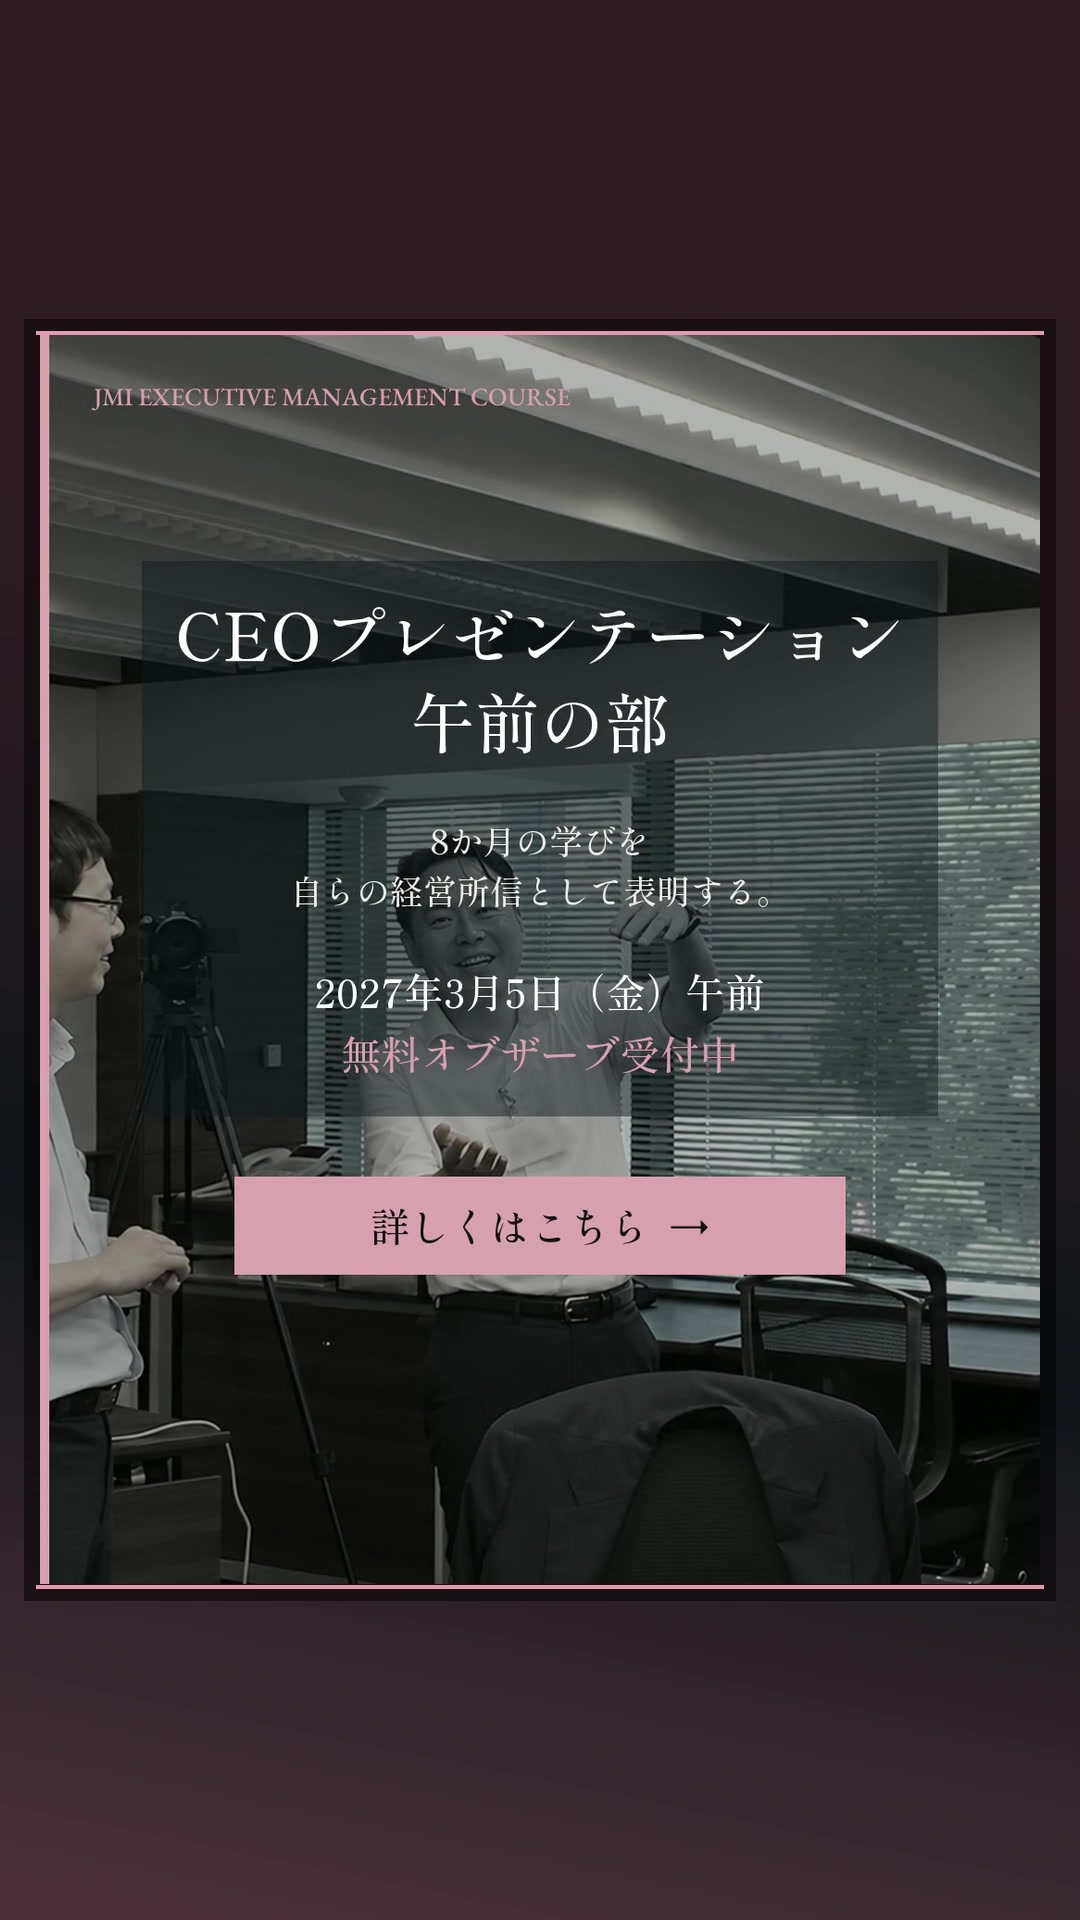 JMI EXECUTIVE MANAGEMENT COURSE
CEOプレゼンテーション
午前の部
8か月の学びを
自らの経営所信として表明する。
2027年3月5日（金）午前
無料オブザーブ受付中
詳しくはこちら →